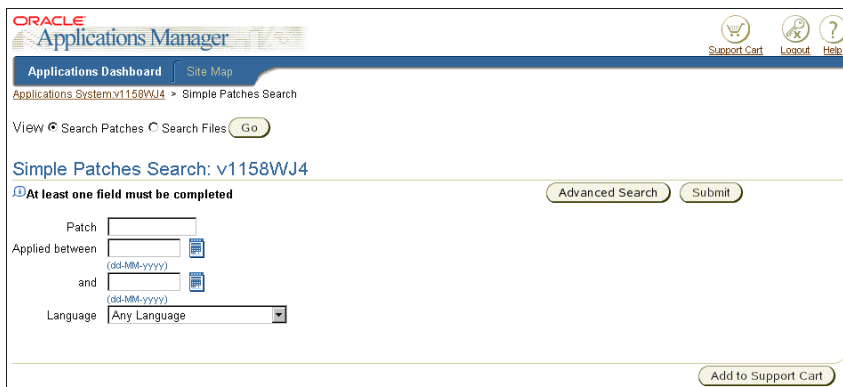 ORACLE
Applications Manager
Support Cart Logout Help
Applications Dashboard Site Map
Applications System:v1158WJ4 > Simple Patches Search
View Search Patches Search Files Go
Simple Patches Search: v1158WJ4
At least one field must be completed Advanced Search Submit
Patch
Applied between
(dd-MM-yyyy)
and
(dd-MM-yyyy)
Language Any Language
Add to Support Cart